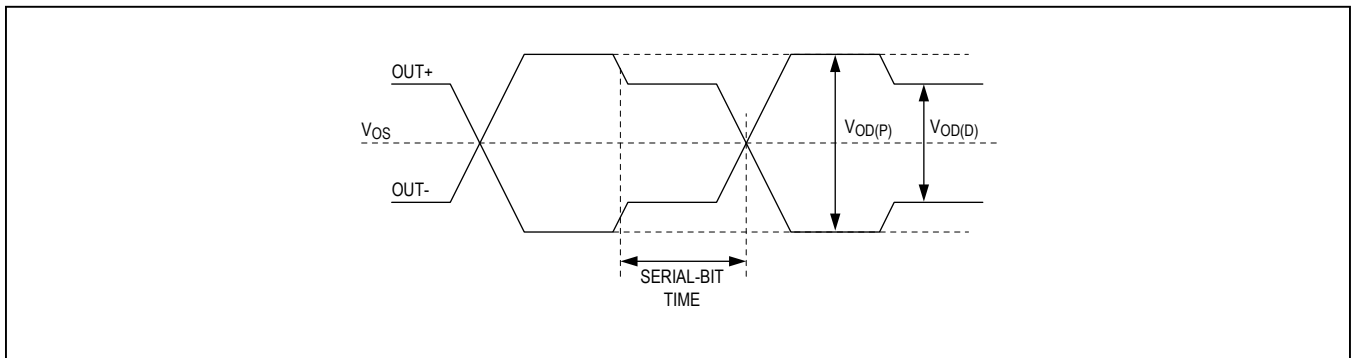 OUT+
VOS
VOD(P)
VOD(D)
OUT-
SERIAL-BIT
TIME